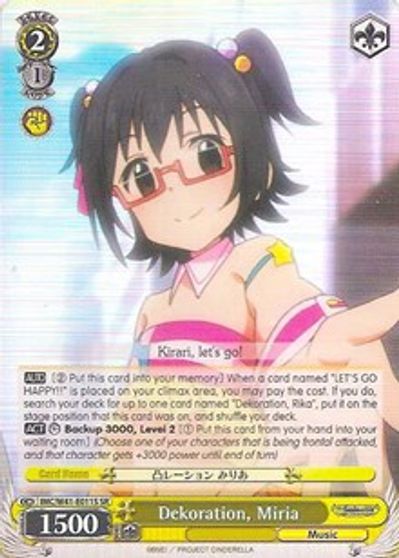 2
1
Kirari, let's go!
AUTO [② Put this card into your memory] When a card named "LET'S GO
HAPPY!!" is placed on your climax area, you may pay the cost. If you do,
search your deck for up to one card named "Dekoration, Rika", put it on the
stage position that this card was on, and shuffle your deck.
ACT Backup 3000, Level 2 [① Put this card from your hand into your
waiting room] (Choose one of your characters that is being frontal attacked,
and that character gets +3000 power until end of turn)
Card Name
凸レーション みりあ
IMC/W41-E011S SR
1500
Dekoration, Miria
Music
PROJECT CINDERELLA